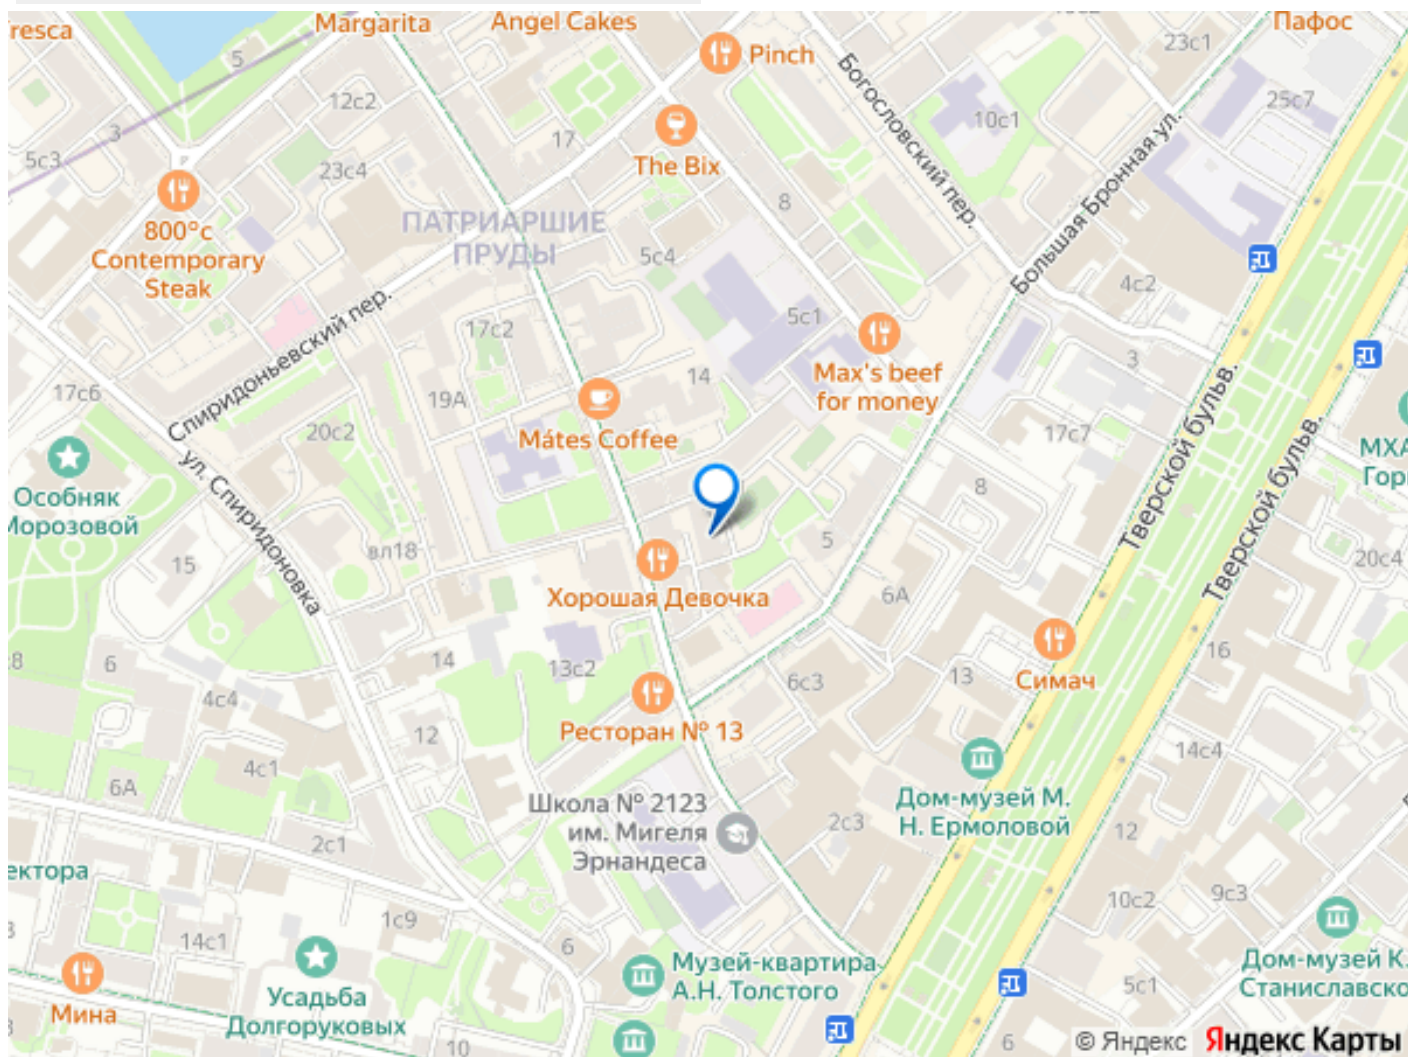 resca
Margarita
Angel Cakes
Pinch
Пафос
23с1
5
12с2
3
5с3
17
23с4
The Bix
10с1
25с7
Богословский пер.
Большая Бронная ул.
800°c
Contemporary
Steak
ПАТРИАРШИЕ
ПРУДЫ
8
5с4
4с2
Спиридоньевский пер.
17с2
5с1
3
17с6
19А
14
Max's beef
for money
20с2
Mátes Coffee
17с7
Тверской бульв.
Тверской бульв.
МХА
Горь
Особняк
Морозовой
ул. Спиридоновка
8
15
вл18
5
20с4
Хорошая Девочка
6А
:8
6
14
13с2
4с4
6с3
13
Симач
16
12
Ресторан № 13
14с4
4с1
6А
Дом-музей М.
Н. Ермоловой
Школа № 2123
им. Мигеля
Эрнандеса
2с3
12
2с1
ектора
10с2
9с3
1с9
3
14с1
6
Музей-квартира
А.Н. Толстого
Дом-музей К.
Станиславско
5с1
Усадьба
Долгоруковых
Мина
10
6
© Яндекс Яндекс Карты